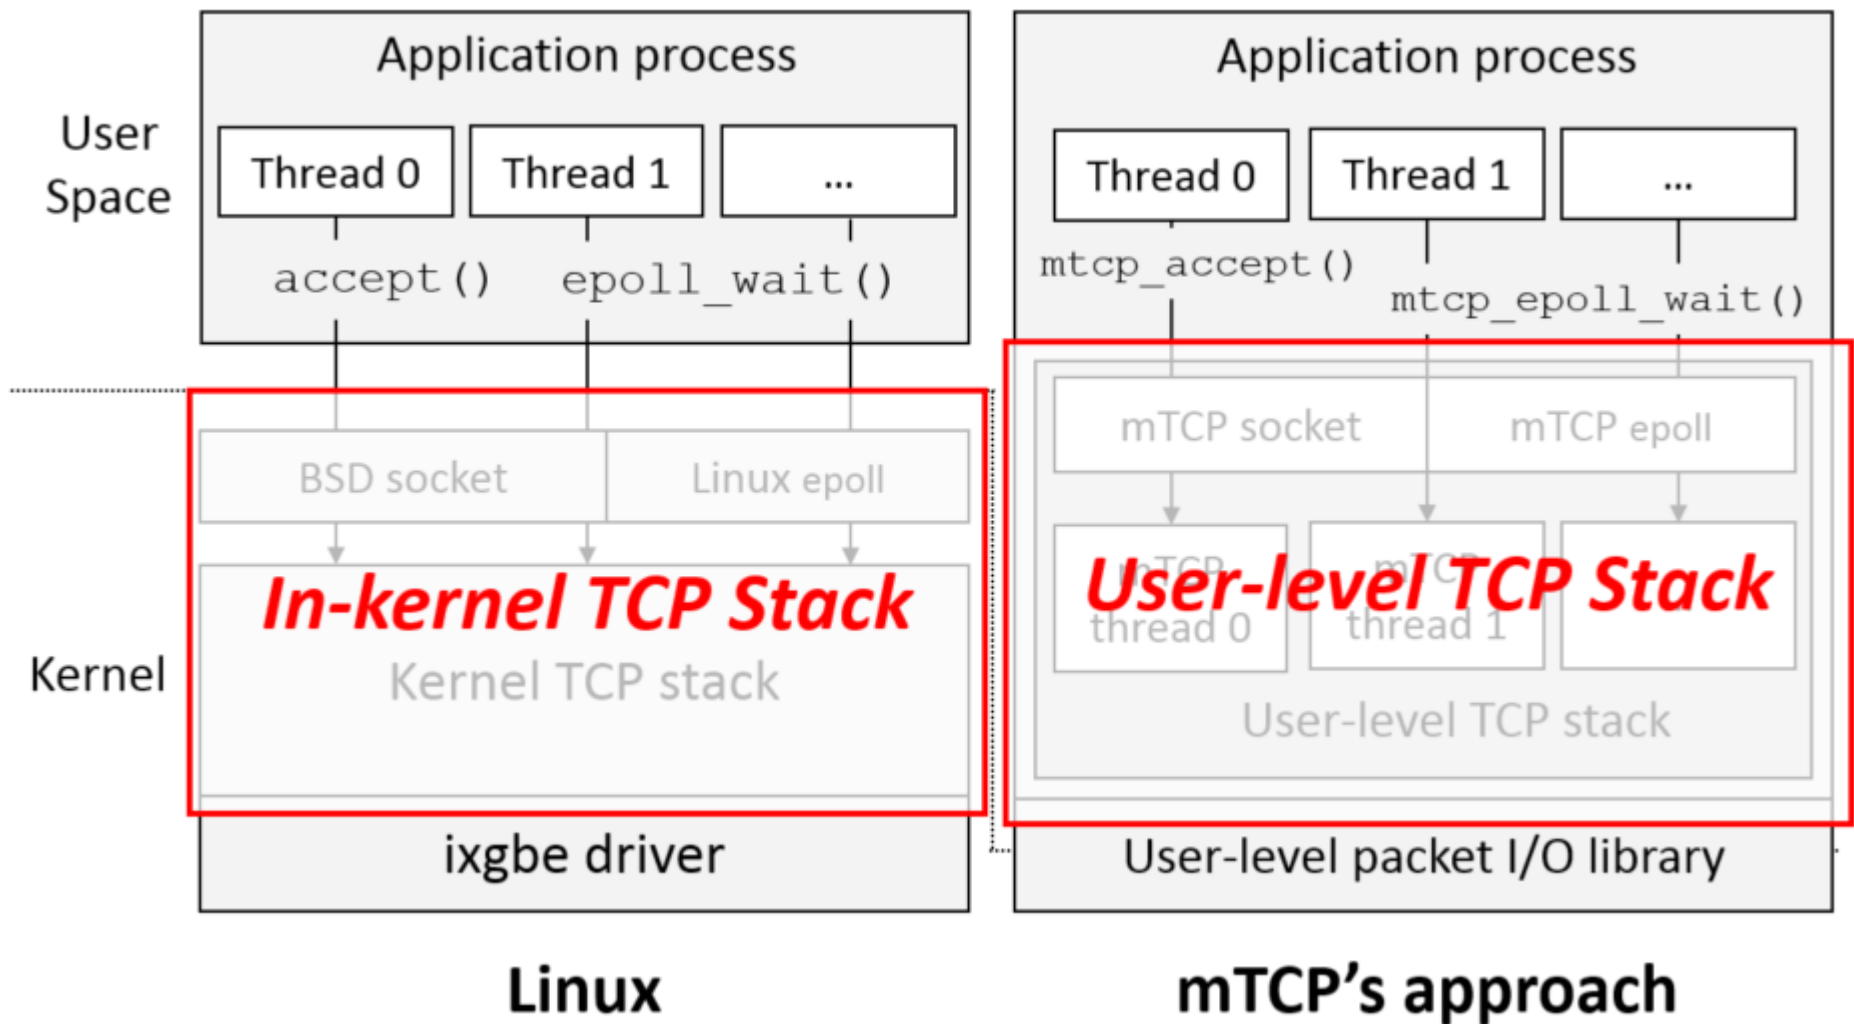 User
Space
Kernel
Application process
Thread 0
Thread 1
...
accept()
epoll_wait()
BSD socket
Linux epoll
In-kernel TCP Stack
Kernel TCP stack
ixgbe driver
Linux
Application process
Thread 0
Thread 1
...
mtcp_accept()
mtcp_epoll_wait()
mTCP socket
mTCP epoll
mTCP
thread 0
mTCP
thread 1
User-level TCP Stack
User-level TCP stack
User-level packet I/O library
mTCP’s approach